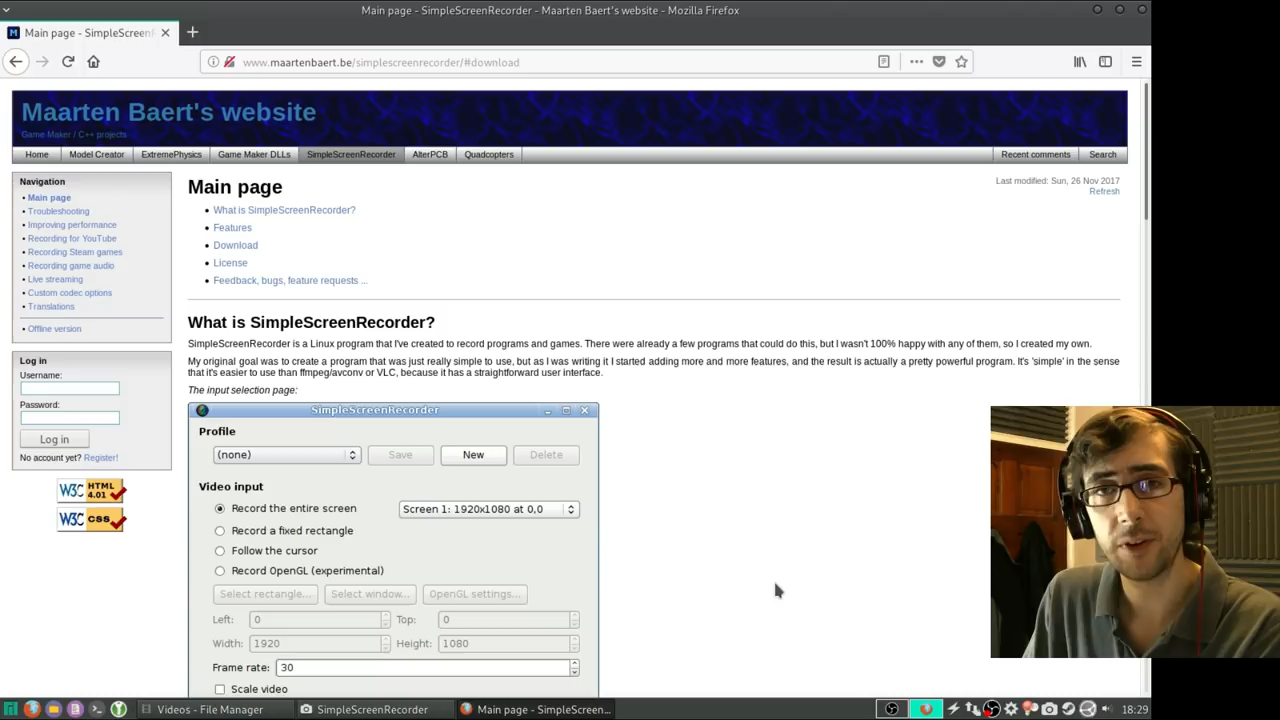 Main page - SimpleScreenRecorder - Maarten Baert's website - Mozilla Firefox
Main page - SimpleScreenR
www.maartenbaert.be/simplescreenrecorder/#download
Maarten Baert's website
Game Maker / C++ projects
Home Model Creator ExtremePhysics Game Maker DLLs SimpleScreenRecorder AlterPCB Quadcopters Recent comments Search
Navigation
Main page
Troubleshooting
Improving performance
Recording for YouTube
Recording Steam games
Recording game audio
Live streaming
Custom codec options
Translations
Offline version
Log in
Username:
Password:
Log in
No account yet? Register!
W3C HTML 4.01
W3C CSS
Main page
Last modified: Sun, 26 Nov 2017
Refresh
What is SimpleScreenRecorder?
Features
Download
License
Feedback, bugs, feature requests ...
What is SimpleScreenRecorder?
SimpleScreenRecorder is a Linux program that I've created to record programs and games. There were already a few programs that could do this, but I wasn't 100% happy with any of them, so I created my own.
My original goal was to create a program that was just really simple to use, but as I was writing it I started adding more and more features, and the result is actually a pretty powerful program. It's 'simple' in the sense
that it's easier to use than ffmpeg/avconv or VLC, because it has a straightforward user interface.
The input selection page:
SimpleScreenRecorder
Profile
(none) Save New Delete
Video input
Record the entire screen Screen 1: 1920x1080 at 0,0
Record a fixed rectangle
Follow the cursor
Record OpenGL (experimental)
Select rectangle... Select window... OpenGL settings...
Left: 0 Top: 0
Width: 1920 Height: 1080
Frame rate: 30
Scale video
Videos - File Manager SimpleScreenRecorder Main page - SimpleScreen... 18:29